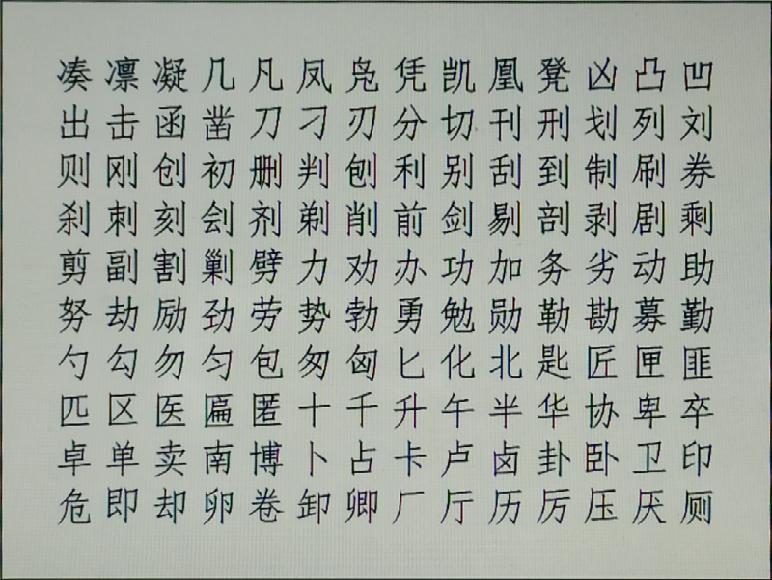 凑凛凝几凡凤凫凭凯凰凳凶凸凹
出击函凿刀刁刃分切刊刑划列刘
则刚创初删判刨利别刮到制刷券
刹刺刻刽剂剃削前剑剔剖剥剧剩
剪副割剿劈力劝办功加务劣动助
努劫励劲劳势勃勇勉勋勒勘募勤
勺勾勿匀包匆匈匕化北匙匠匣匪
匹区医匾匿十千升午半华协卑卒
卓单卖南博卜占卡卢卤卦卧卫印
危即却卵卷卸卿厂厅历厉压厌厕